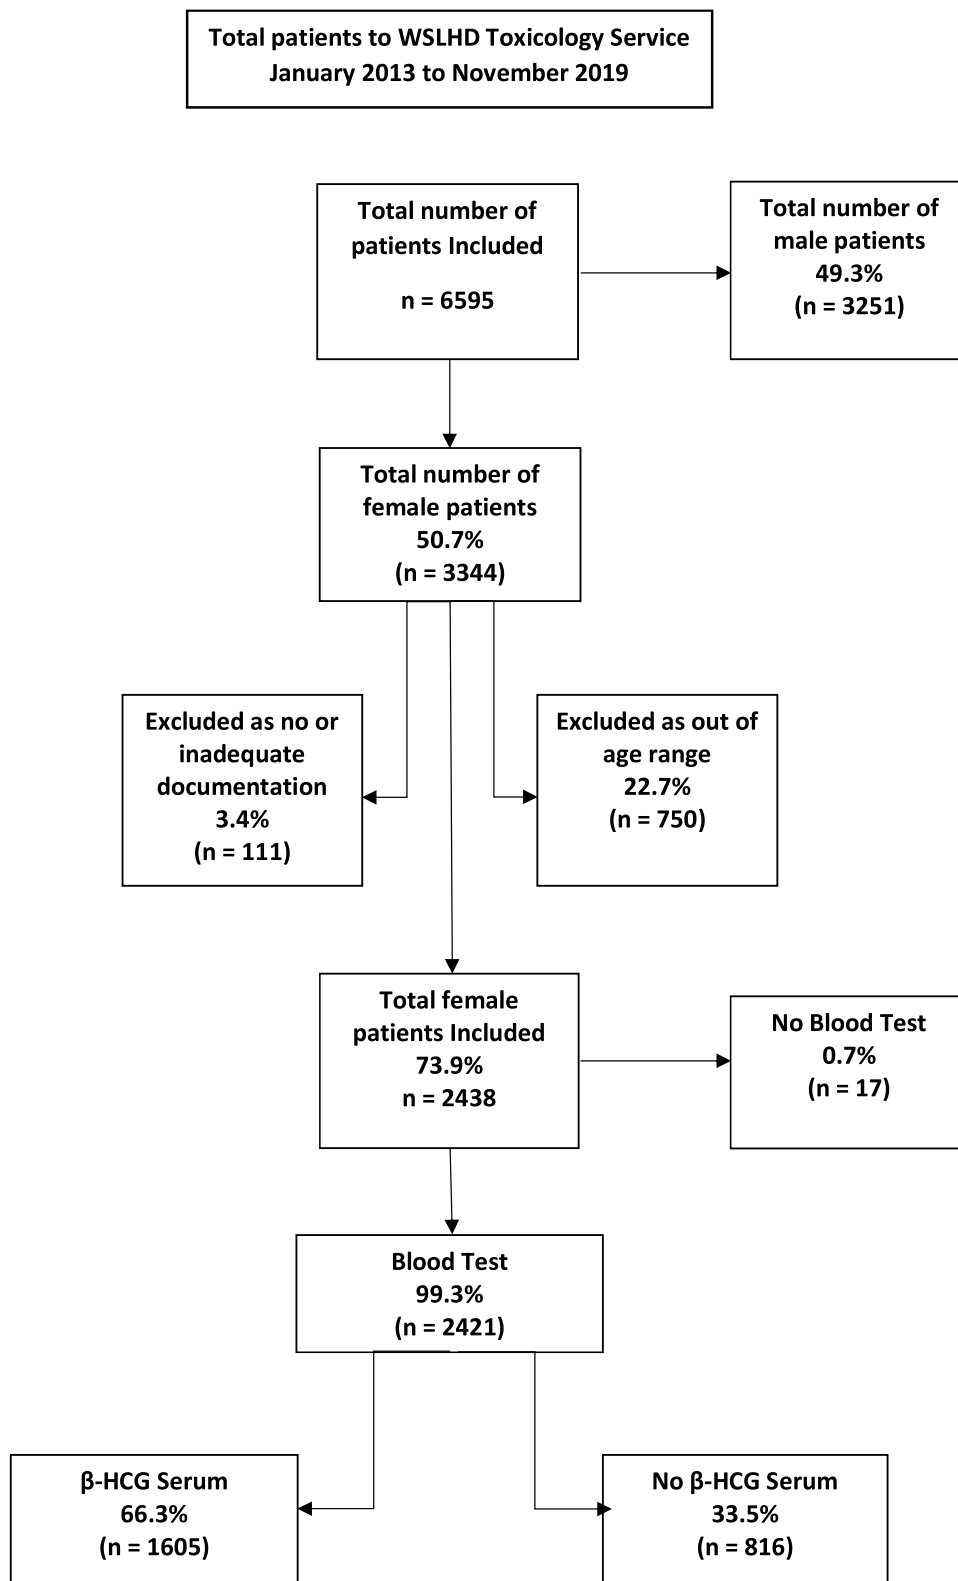 Total patients to WSLHD Toxicology Service
January 2013 to November 2019
Total number of
patients Included
n = 6595
Total number of
male patients
49.3%
(n = 3251)
Total number of
female patients
50.7%
(n = 3344)
Excluded as no or
inadequate
documentation
3.4%
(n = 111)
Excluded as out of
age range
22.7%
(n = 750)
Total female
patients Included
73.9%
n = 2438
No Blood Test
0.7%
(n = 17)
Blood Test
99.3%
(n = 2421)
β-HCG Serum
66.3%
(n = 1605)
No β-HCG Serum
33.5%
(n = 816)